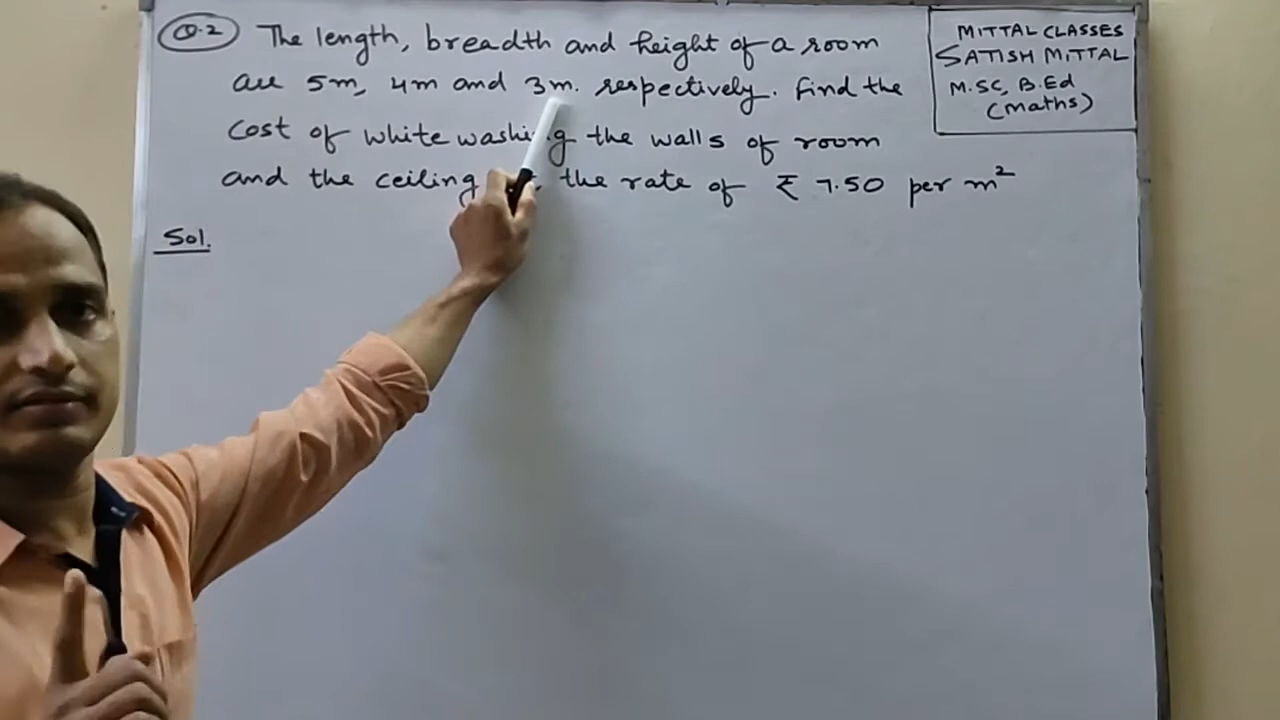 Q.2 The length, breadth and height of a room
are 5m, 4m and 3m. respectively. Find the
cost of white washing the walls of room
and the ceiling the rate of ₹ 7.50 per m²
Sol.
MITTAL CLASSES
SATISH MITTAL
M.SC, B.Ed
(maths)